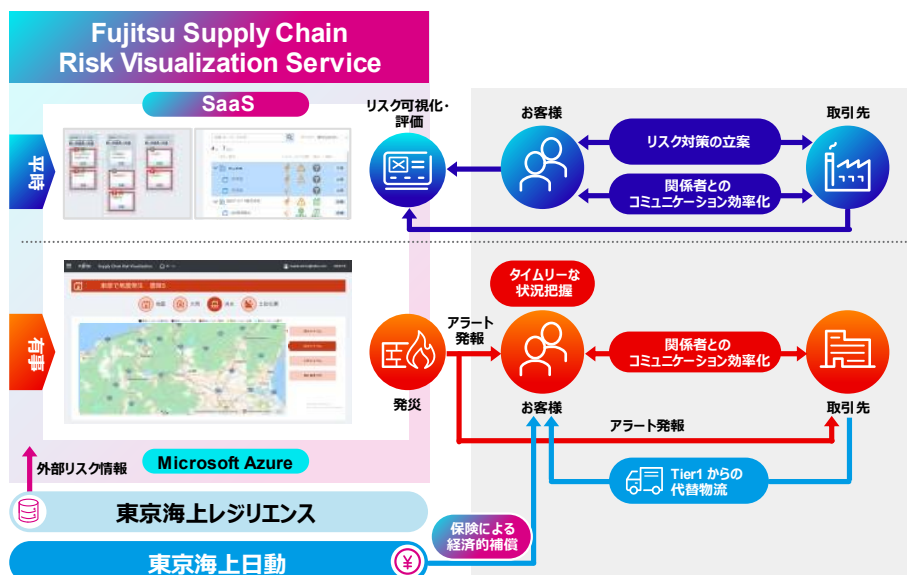 Fujitsu Supply Chain
Risk Visualization Service
SaaS
平時
リスク可視化・
評価
お客様
取引先
リスク対策の立案
関係者との
コミュニケーション効率化
有事
Supply Chain Risk Visualization
タイムリーな
状況把握
アラート
発報
関係者との
コミュニケーション効率化
発災
お客様
取引先
アラート発報
Tier1 からの
代替物流
外部リスク情報
Microsoft Azure
東京海上レジリエンス
保険による
経済的補償
東京海上日動